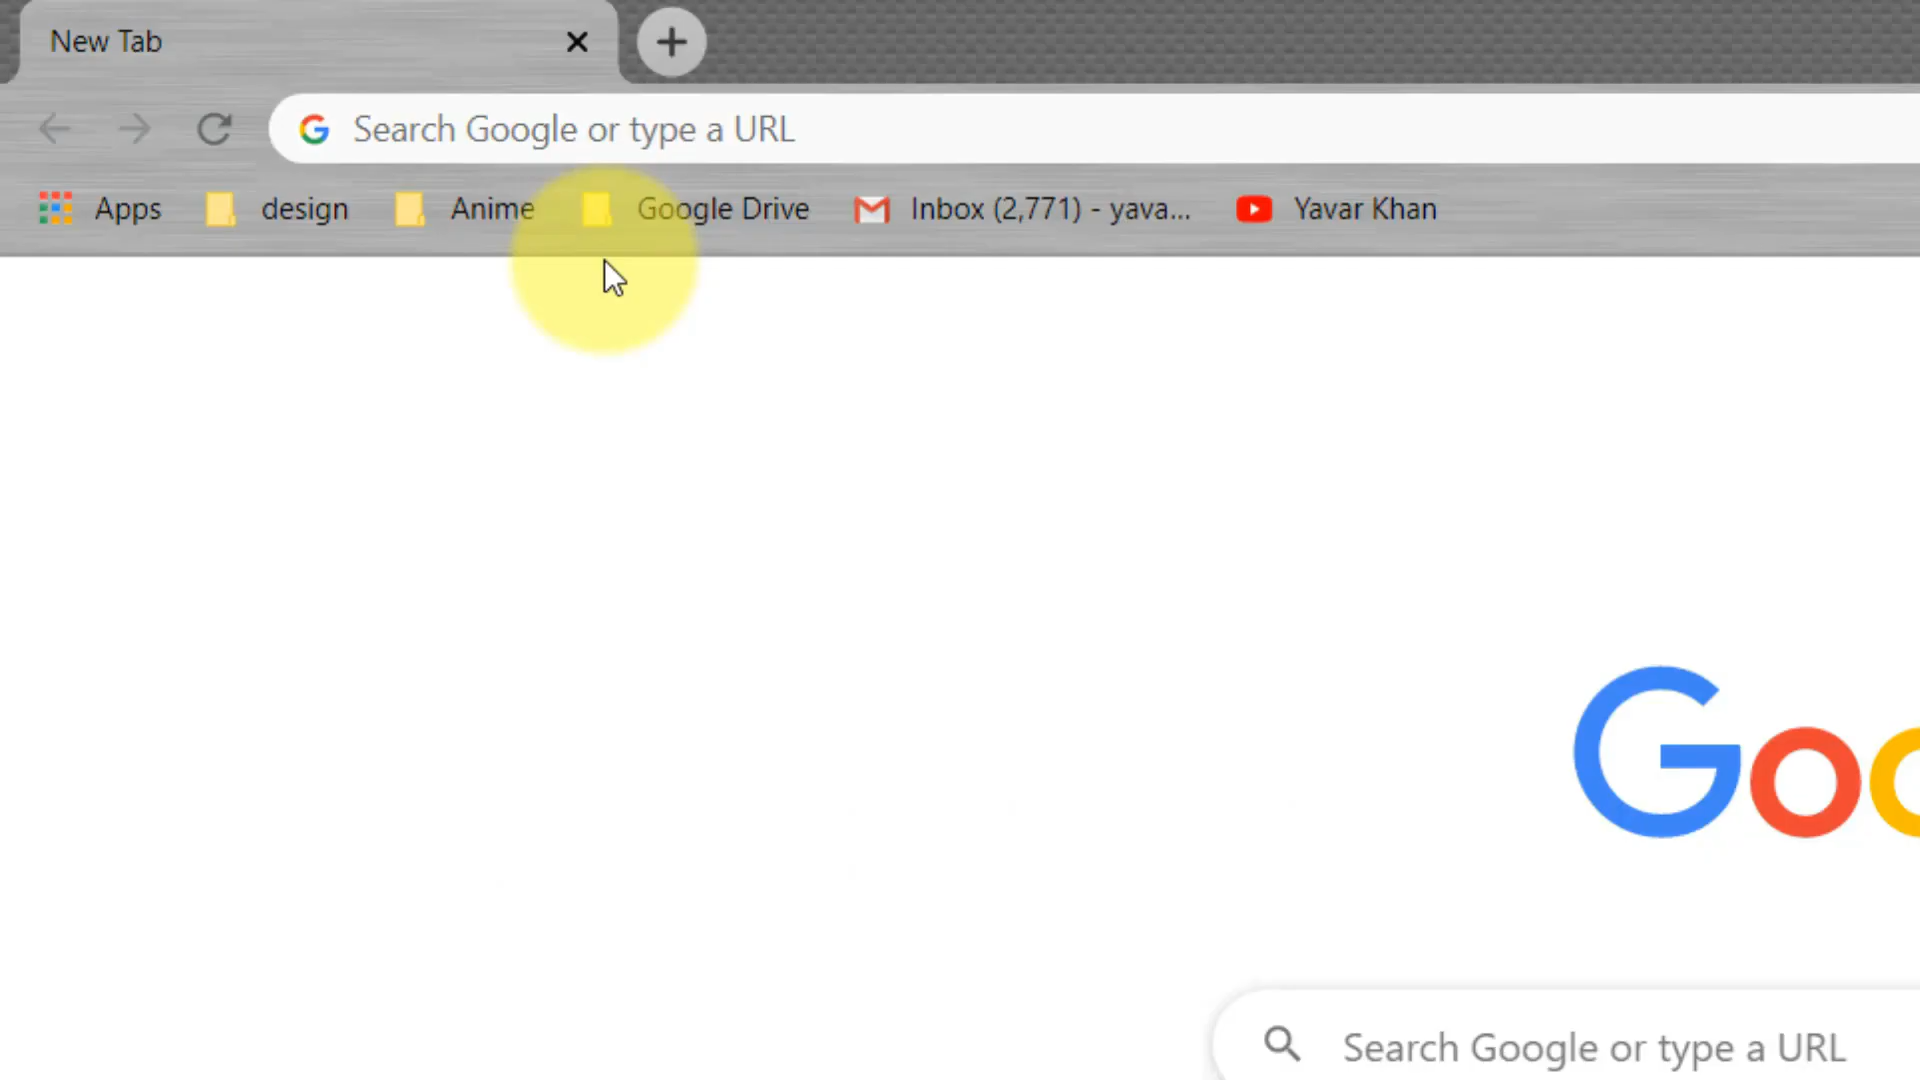 New Tab
Search Google or type a URL
Apps design Anime Google Drive Inbox (2,771) - yava... Yavar Khan
Goo
Search Google or type a URL